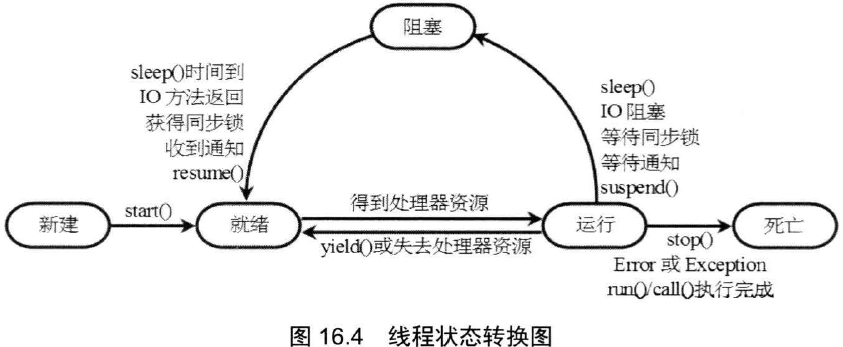 阻塞
sleep()时间到
IO 方法返回
获得同步锁
收到通知
resume()
sleep()
IO 阻塞
等待同步锁
等待通知
suspend()
新建
start()
就绪
得到处理器资源
yield()或失去处理器资源
运行
stop()
Error 或 Exception
run()/call()执行完成
死亡
图 16.4 线程状态转换图